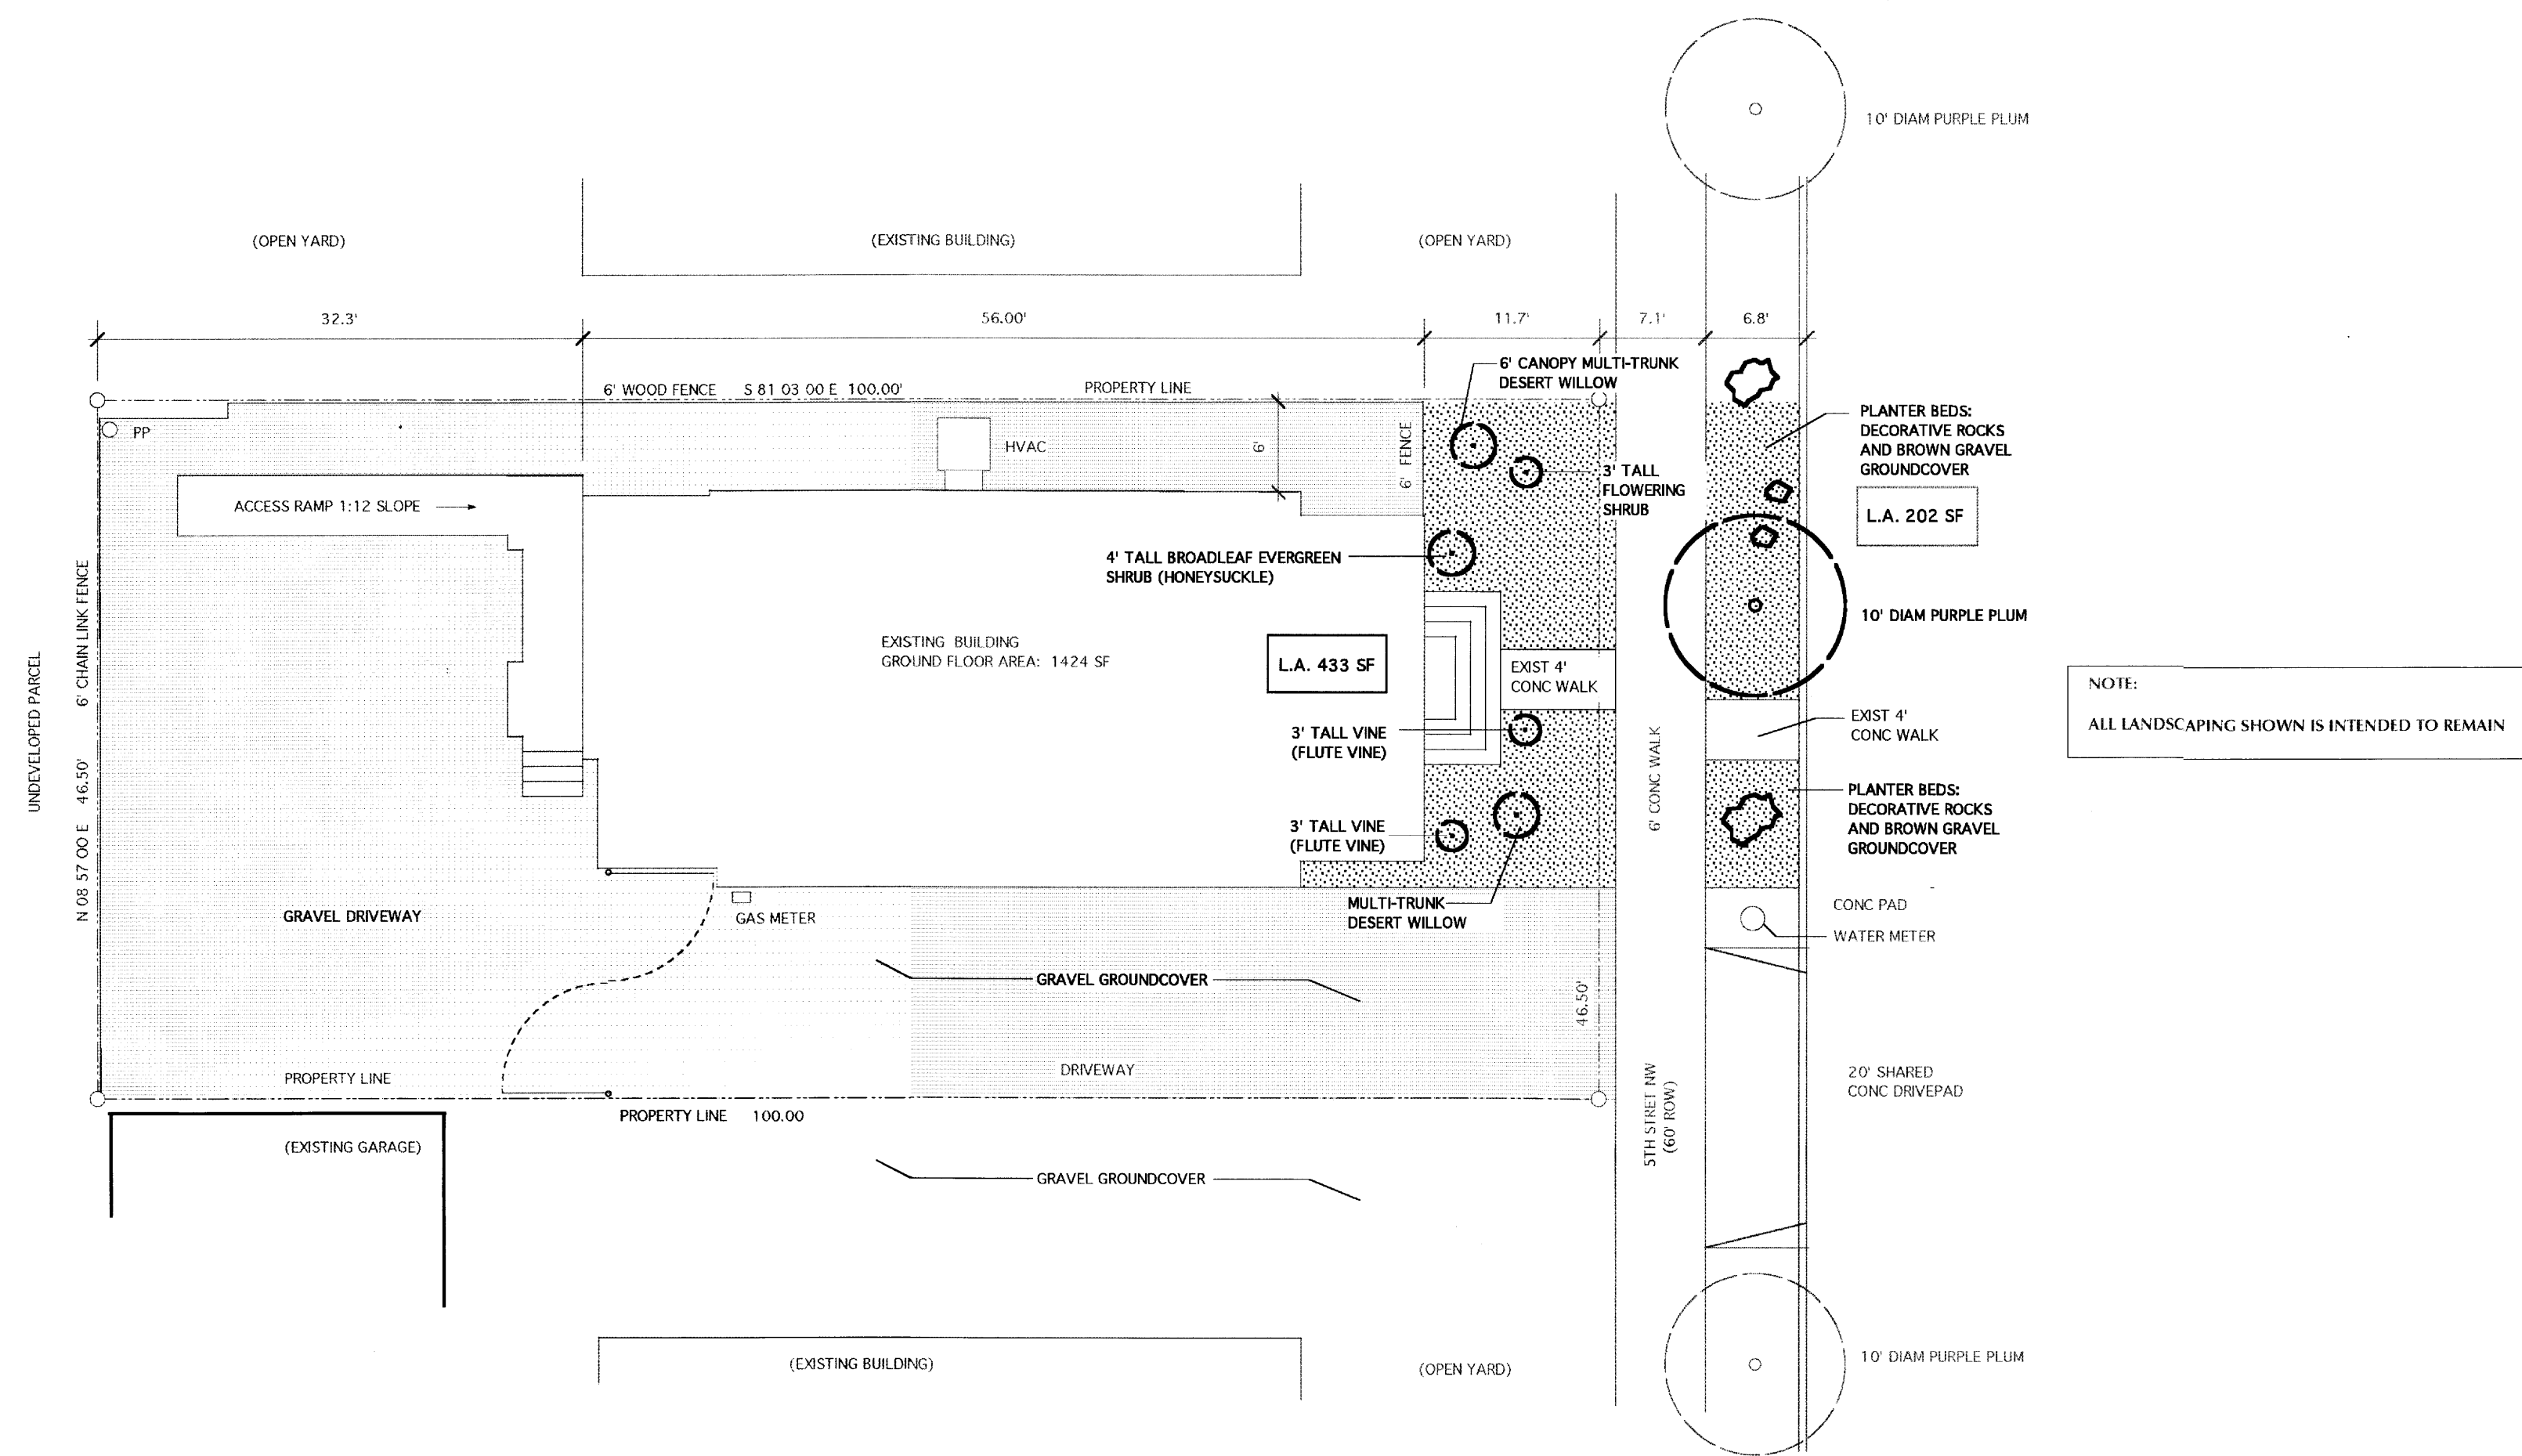 10' DIAM PURPLE PLUM
(OPEN YARD)
(EXISTING BUILDING)
(OPEN YARD)
32.3'
56.00'
11.7'
7.1'
6.8'
6' CANOPY MULTI-TRUNK
DESERT WILLOW
6' WOOD FENCE S 81 03 00 E 100.00'
PROPERTY LINE
PP
HVAC
6'
6' FENCE
3' TALL
FLOWERING
SHRUB
PLANTER BEDS:
DECORATIVE ROCKS
AND BROWN GRAVEL
GROUNDCOVER
L.A. 202 SF
ACCESS RAMP 1:12 SLOPE
4' TALL BROADLEAF EVERGREEN
SHRUB (HONEYSUCKLE)
10' DIAM PURPLE PLUM
UNDEVELOPED PARCEL
N 08 57 00 E 46.50' 6' CHAIN LINK FENCE
EXISTING BUILDING
GROUND FLOOR AREA: 1424 SF
L.A. 433 SF
EXIST 4'
CONC WALK
NOTE:
ALL LANDSCAPING SHOWN IS INTENDED TO REMAIN
3' TALL VINE
(FLUTE VINE)
6' CONC WALK
EXIST 4'
CONC WALK
3' TALL VINE
(FLUTE VINE)
PLANTER BEDS:
DECORATIVE ROCKS
AND BROWN GRAVEL
GROUNDCOVER
GRAVEL DRIVEWAY
GAS METER
MULTI-TRUNK
DESERT WILLOW
CONC PAD
WATER METER
GRAVEL GROUNDCOVER
46.50'
PROPERTY LINE
DRIVEWAY
5TH STRET NW
(60' ROW)
20' SHARED
CONC DRIVEPAD
PROPERTY LINE 100.00
(EXISTING GARAGE)
GRAVEL GROUNDCOVER
(EXISTING BUILDING)
(OPEN YARD)
10' DIAM PURPLE PLUM